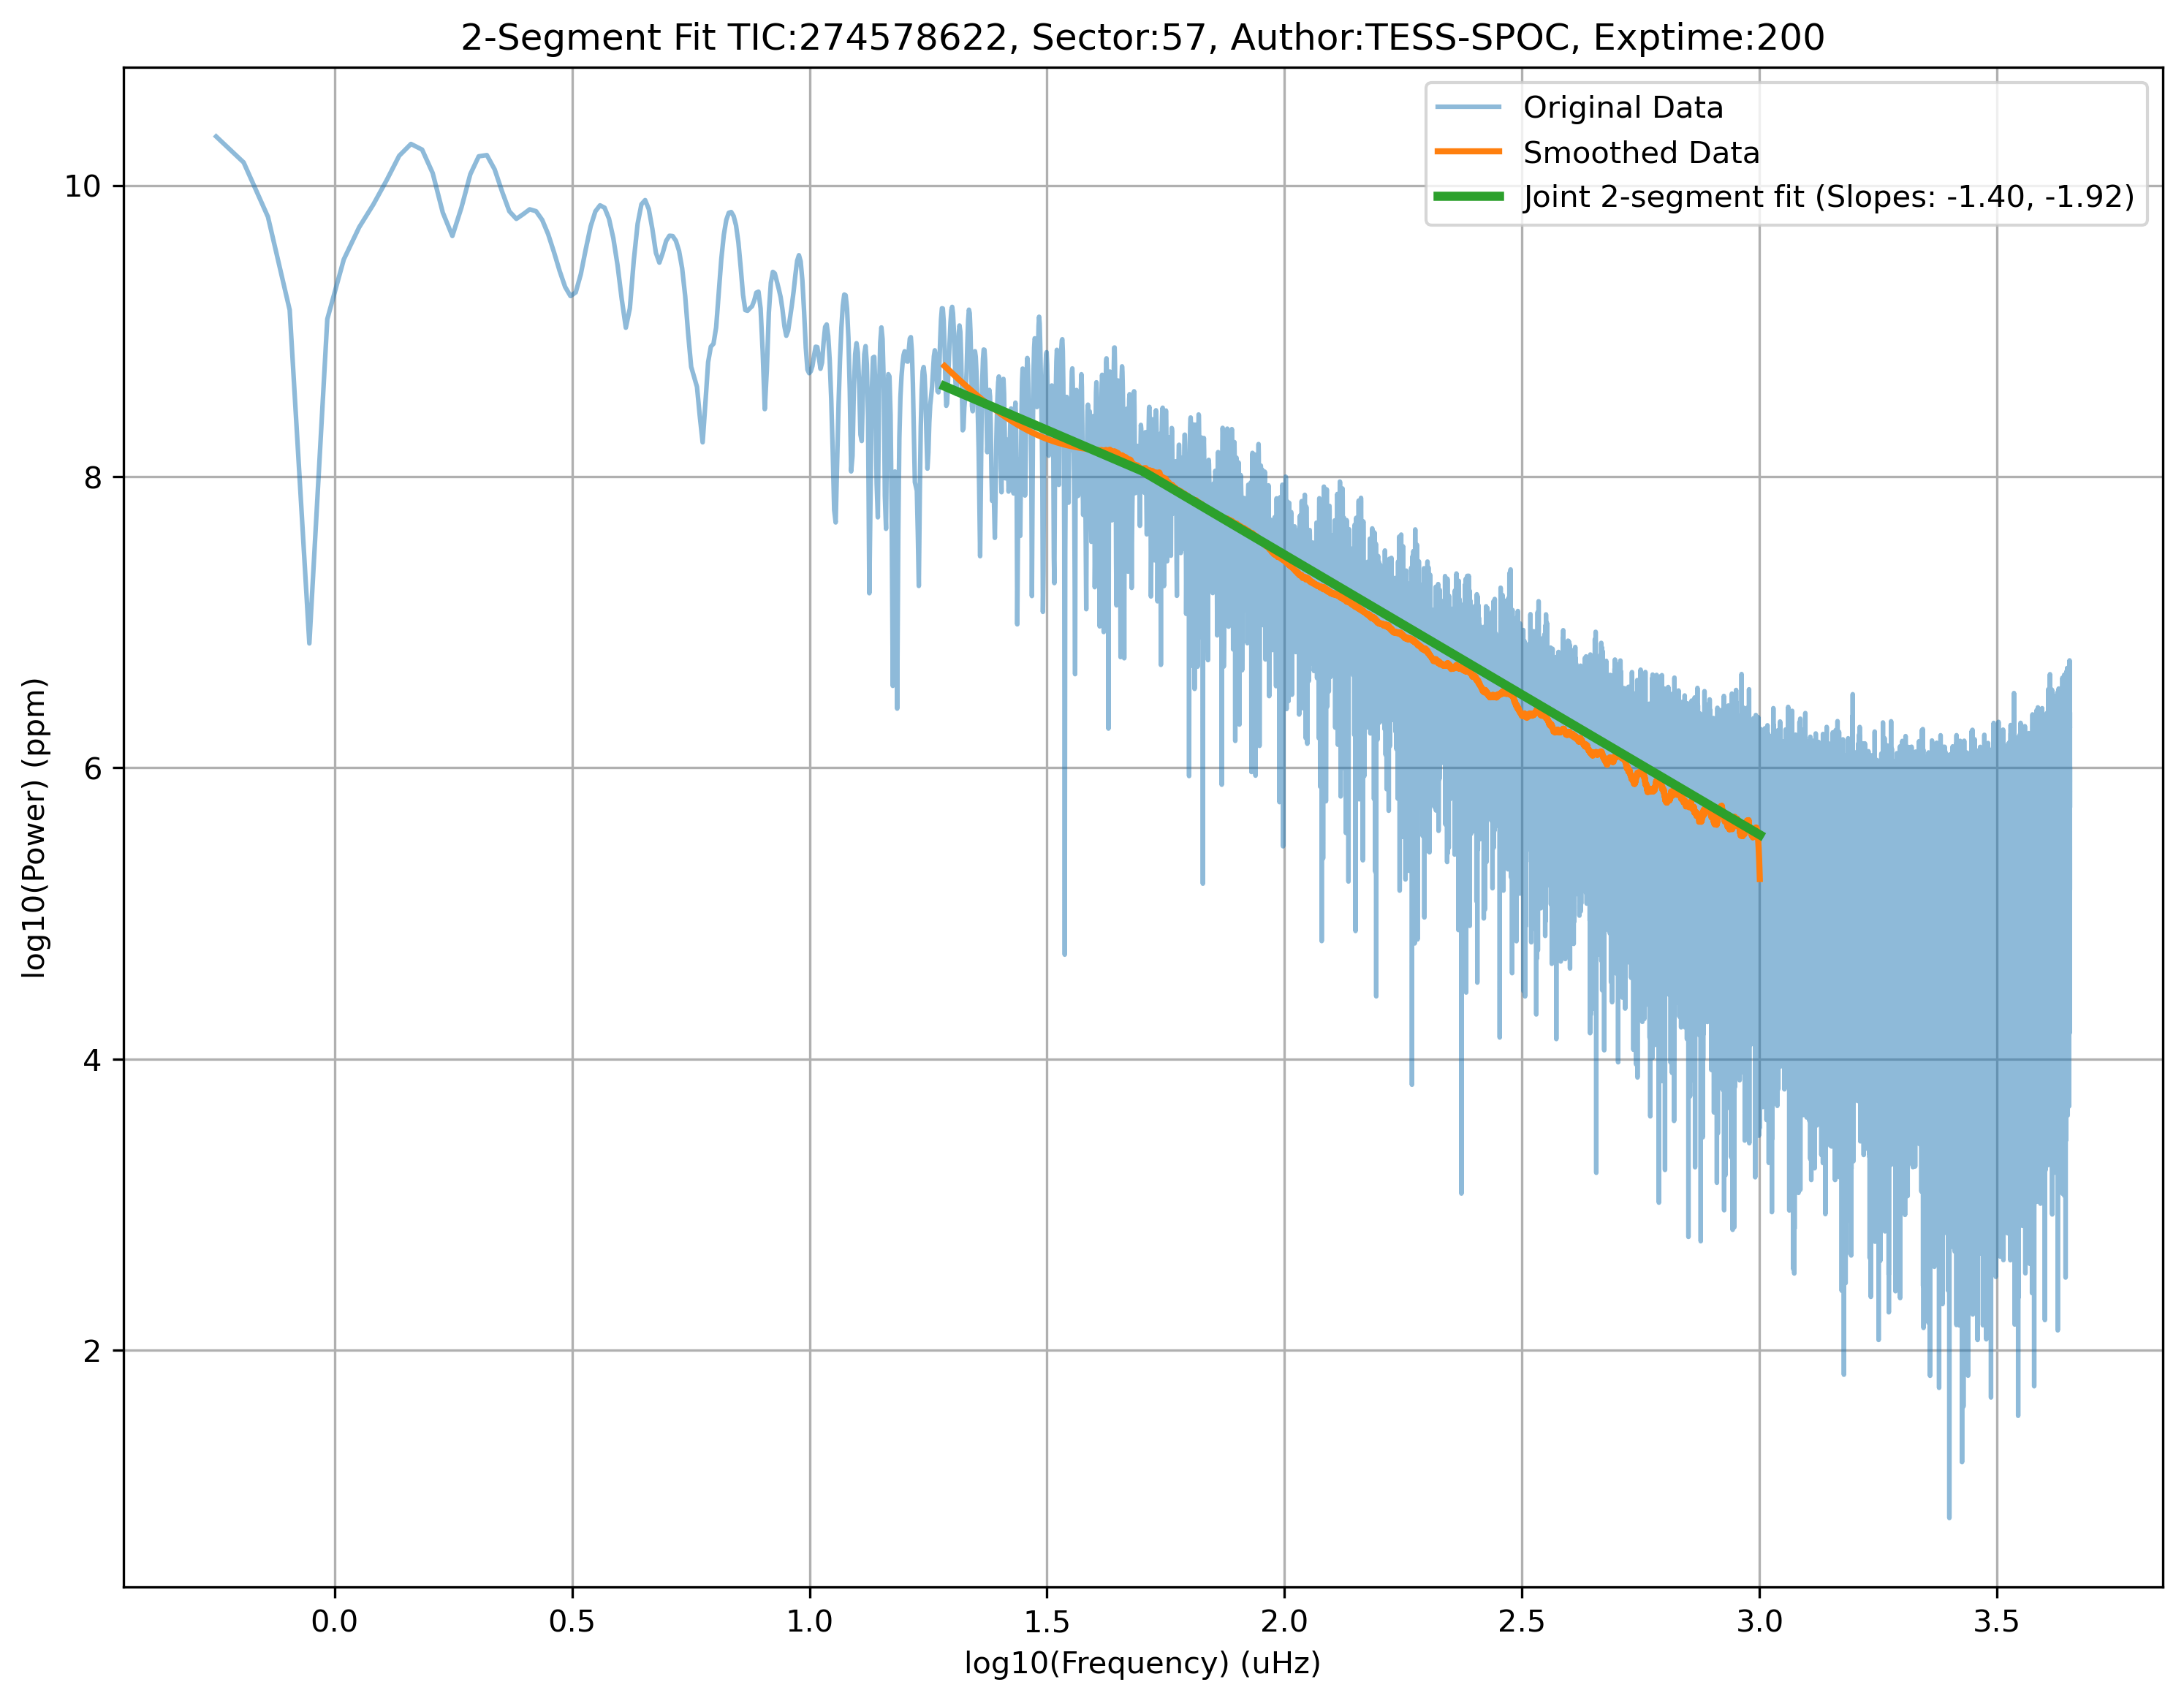 2-Segment Fit TIC:274578622, Sector:57, Author:TESS-SPOC, Exptime:200
Original Data
Smoothed Data
Joint 2-segment fit (Slopes: -1.40, -1.92)
log10(Power) (ppm)
10
8
6
4
2
0.0 0.5 1.0 1.5 2.0 2.5 3.0 3.5
log10(Frequency) (uHz)